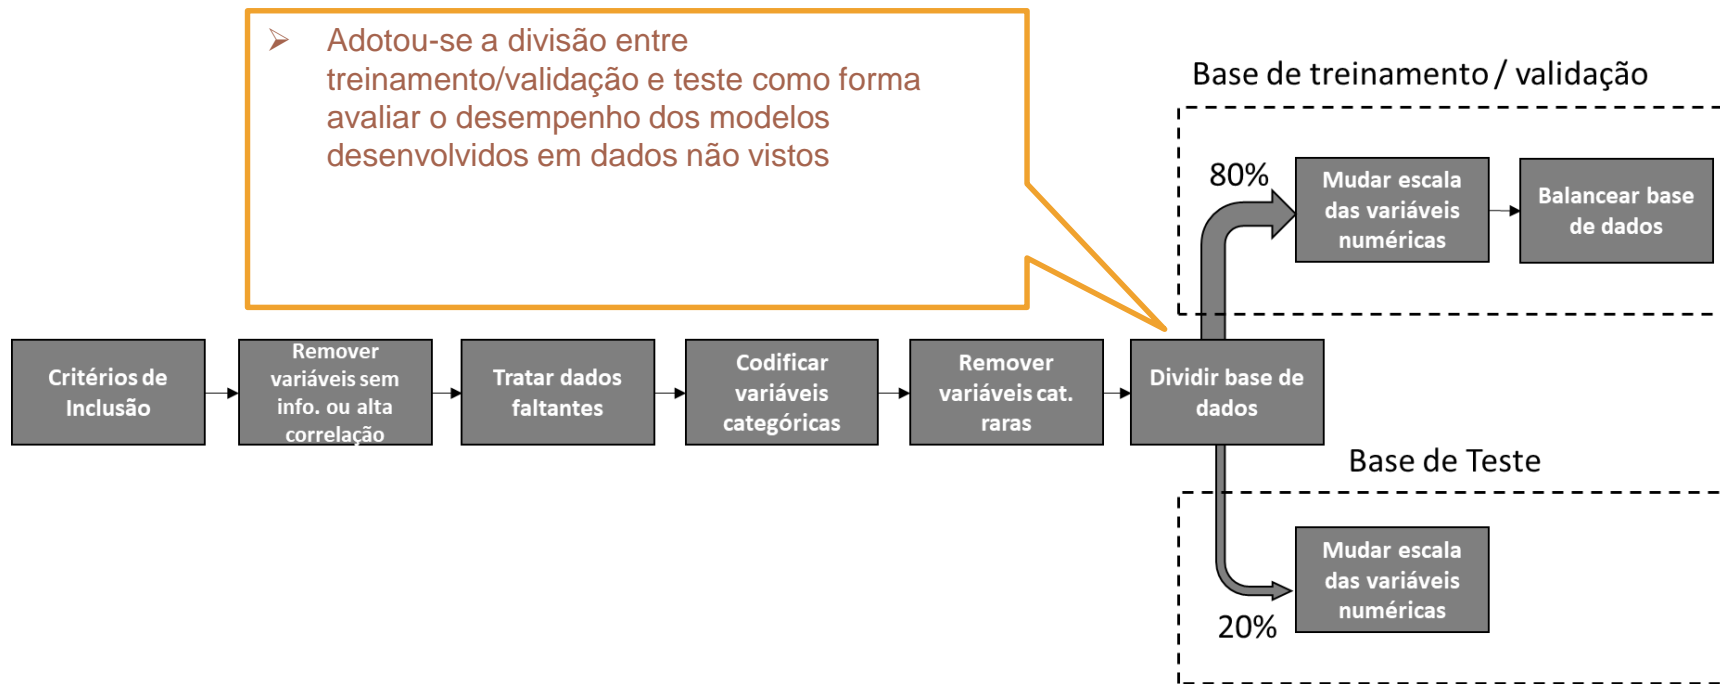 ➢ Adotou-se a divisão entre
treinamento/validação e teste como forma
avaliar o desempenho dos modelos
desenvolvidos em dados não vistos
Base de treinamento / validação
80%
Mudar escala
das variáveis
numéricas
Balancear base
de dados
Critérios de
Inclusão
Remover
variáveis sem
info. ou alta
correlação
Tratar dados
faltantes
Codificar
variáveis
categóricas
Remover
variáveis cat.
raras
Dividir base de
dados
Base de Teste
Mudar escala
das variáveis
numéricas
20%